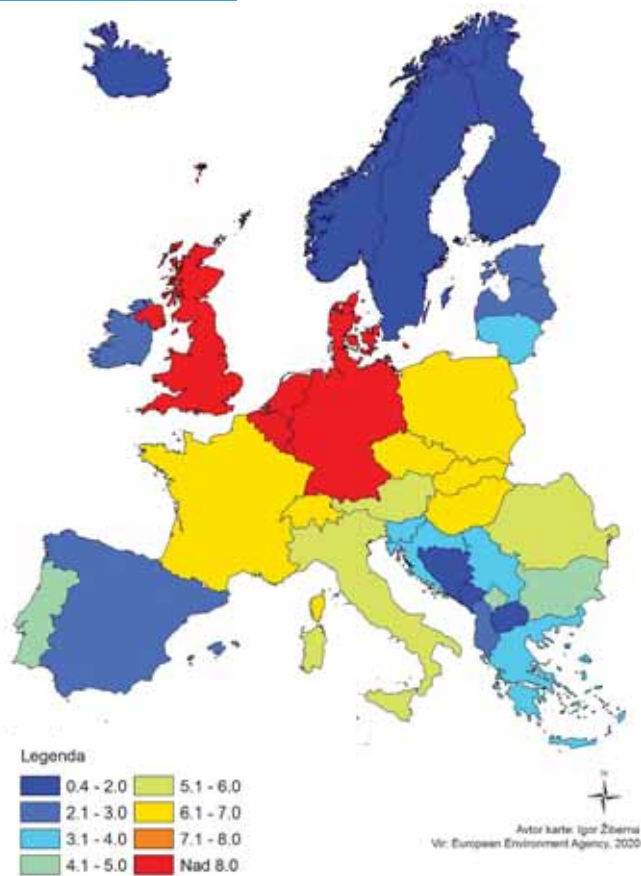 Legenda
0.4 - 2.0
2.1 - 3.0
3.1 - 4.0
4.1 - 5.0
5.1 - 6.0
6.1 - 7.0
7.1 - 8.0
Nad 8.0
Avtor karte: Igor Žiberna
Vir: European Environment Agency, 2020